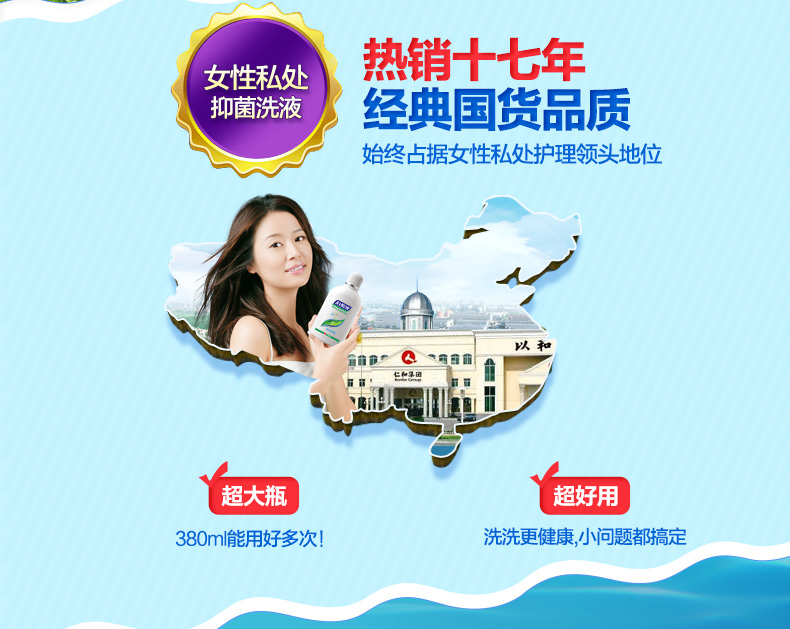 女性私处
抑菌洗液
热销十七年
经典国货品质
始终占据女性私处护理领头地位
仁和集团
Renhe Group
以和
超大瓶
380ml能用好多次!
超好用
洗洗更健康,小问题都搞定